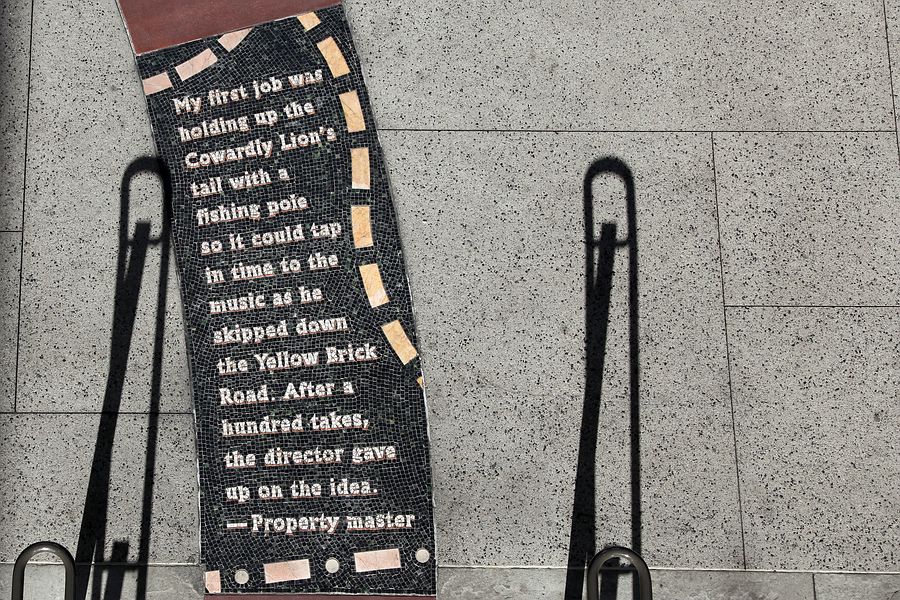 My first job was
holding up the
Cowardly Lion's
tail with a
fishing pole
so it could tap
in time to the
music as he
skipped down
the Yellow Brick
Road. After a
hundred takes,
the director gave
up on the idea.
—Property master